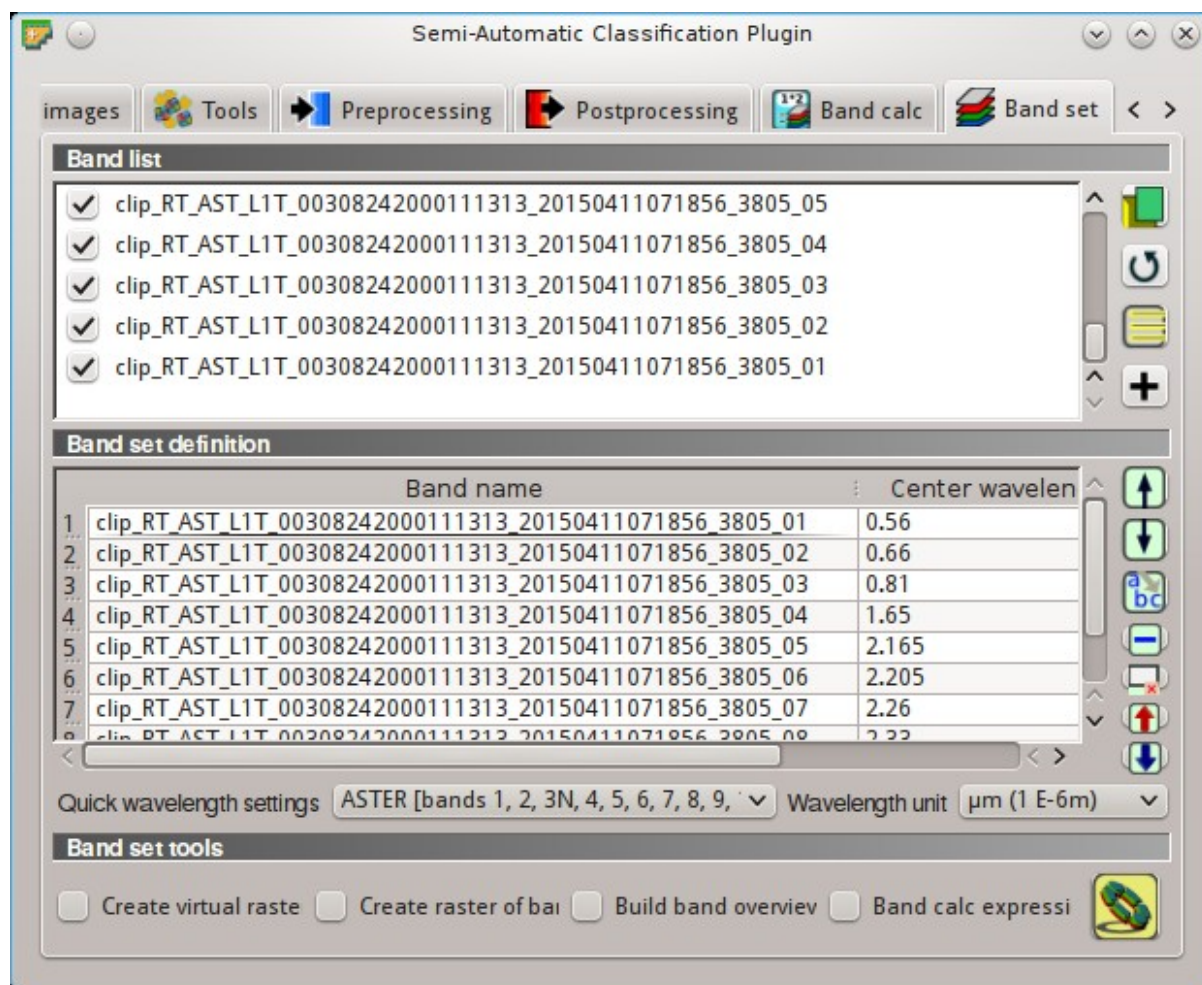 Semi-Automatic Classification Plugin
images Tools Preprocessing Postprocessing Band calc Band set
Band list
clip_RT_AST_L1T_00308242000111313_20150411071856_3805_05
clip_RT_AST_L1T_00308242000111313_20150411071856_3805_04
clip_RT_AST_L1T_00308242000111313_20150411071856_3805_03
clip_RT_AST_L1T_00308242000111313_20150411071856_3805_02
clip_RT_AST_L1T_00308242000111313_20150411071856_3805_01
Band set definition
Band name Center wavelen
1 clip_RT_AST_L1T_00308242000111313_20150411071856_3805_01 0.56
2 clip_RT_AST_L1T_00308242000111313_20150411071856_3805_02 0.66
3 clip_RT_AST_L1T_00308242000111313_20150411071856_3805_03 0.81
4 clip_RT_AST_L1T_00308242000111313_20150411071856_3805_04 1.65
5 clip_RT_AST_L1T_00308242000111313_20150411071856_3805_05 2.165
6 clip_RT_AST_L1T_00308242000111313_20150411071856_3805_06 2.205
7 clip_RT_AST_L1T_00308242000111313_20150411071856_3805_07 2.26
8 clip_RT_AST_L1T_00308242000111313_20150411071856_3805_08 2.33
Quick wavelength settings ASTER [bands 1, 2, 3N, 4, 5, 6, 7, 8, 9, Wavelength unit µm (1 E-6m)
Band set tools
Create virtual raste Create raster of bai Build band overviev Band calc expressi